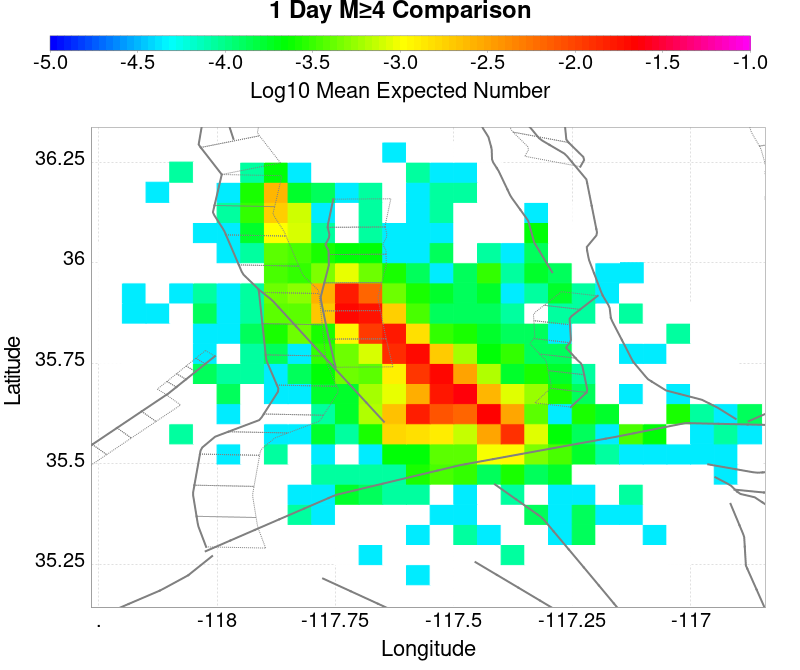 1 Day M≥4 Comparison
-5.0 -4.5 -4.0 -3.5 -3.0 -2.5 -2.0 -1.5 -1.0
Log10 Mean Expected Number
36.25
36
35.75
35.5
35.25
Latitude
. -118 -117.75 -117.5 -117.25 -117
Longitude